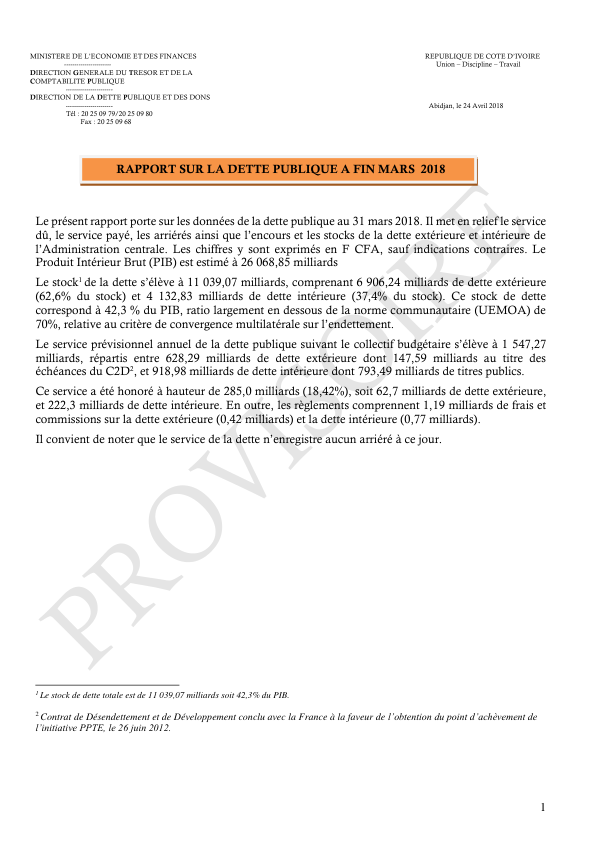 MINISTERE DE L'ECONOMIE ET DES FINANCES
---------------------
DIRECTION GENERALE DU TRESOR ET DE LA
COMPTABILITE PUBLIQUE
---------------------
DIRECTION DE LA DETTE PUBLIQUE ET DES DONS
---------------------
Tél : 20 25 09 79/20 25 09 80
Fax : 20 25 09 68
REPUBLIQUE DE COTE D'IVOIRE
Union – Discipline – Travail
Abidjan, le 24 Avril 2018
RAPPORT SUR LA DETTE PUBLIQUE A FIN MARS 2018
Le présent rapport porte sur les données de la dette publique au 31 mars 2018. Il met en relief le service
dû, le service payé, les arriérés ainsi que l'encours et les stocks de la dette extérieure et intérieure de
l'Administration centrale. Les chiffres y sont exprimés en F CFA, sauf indications contraires. Le
Produit Intérieur Brut (PIB) est estimé à 26 068,85 milliards
Le stock¹ de la dette s'élève à 11 039,07 milliards, comprenant 6 906,24 milliards de dette extérieure
(62,6% du stock) et 4 132,83 milliards de dette intérieure (37,4% du stock). Ce stock de dette
correspond à 42,3 % du PIB, ratio largement en dessous de la norme communautaire (UEMOA) de
70%, relative au critère de convergence multilatérale sur l'endettement.
Le service prévisionnel annuel de la dette publique suivant le collectif budgétaire s'élève à 1 547,27
milliards, répartis entre 628,29 milliards de dette extérieure dont 147,59 milliards au titre des
échéances du C2D², et 918,98 milliards de dette intérieure dont 793,49 milliards de titres publics.
Ce service a été honoré à hauteur de 285,0 milliards (18,42%), soit 62,7 milliards de dette extérieure,
et 222,3 milliards de dette intérieure. En outre, les règlements comprennent 1,19 milliards de frais et
commissions sur la dette extérieure (0,42 milliards) et la dette intérieure (0,77 milliards).
Il convient de noter que le service de la dette n'enregistre aucun arriéré à ce jour.
PROVISOIRE
¹ Le stock de dette totale est de 11 039,07 milliards soit 42,3% du PIB.
² Contrat de Désendettement et de Développement conclu avec la France à la faveur de l'obtention du point d'achèvement de
l'initiative PPTE, le 26 juin 2012.
1